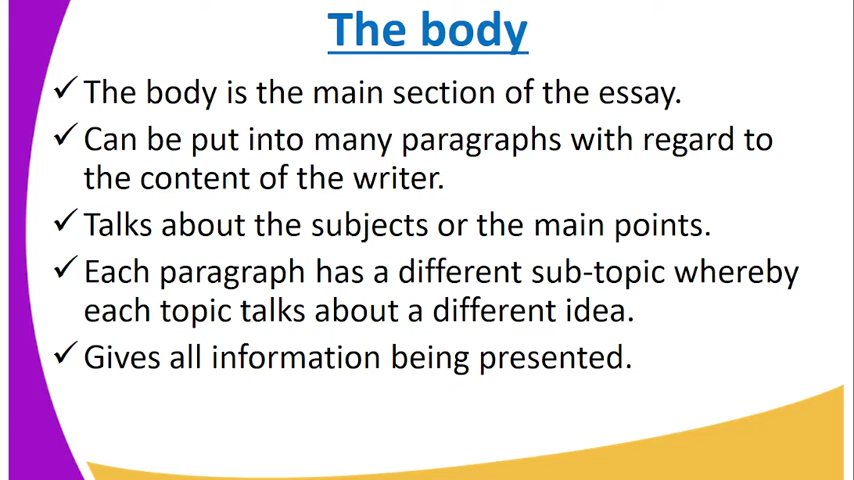 The body
✓ The body is the main section of the essay.
✓ Can be put into many paragraphs with regard to
the content of the writer.
✓ Talks about the subjects or the main points.
✓ Each paragraph has a different sub-topic whereby
each topic talks about a different idea.
✓ Gives all information being presented.